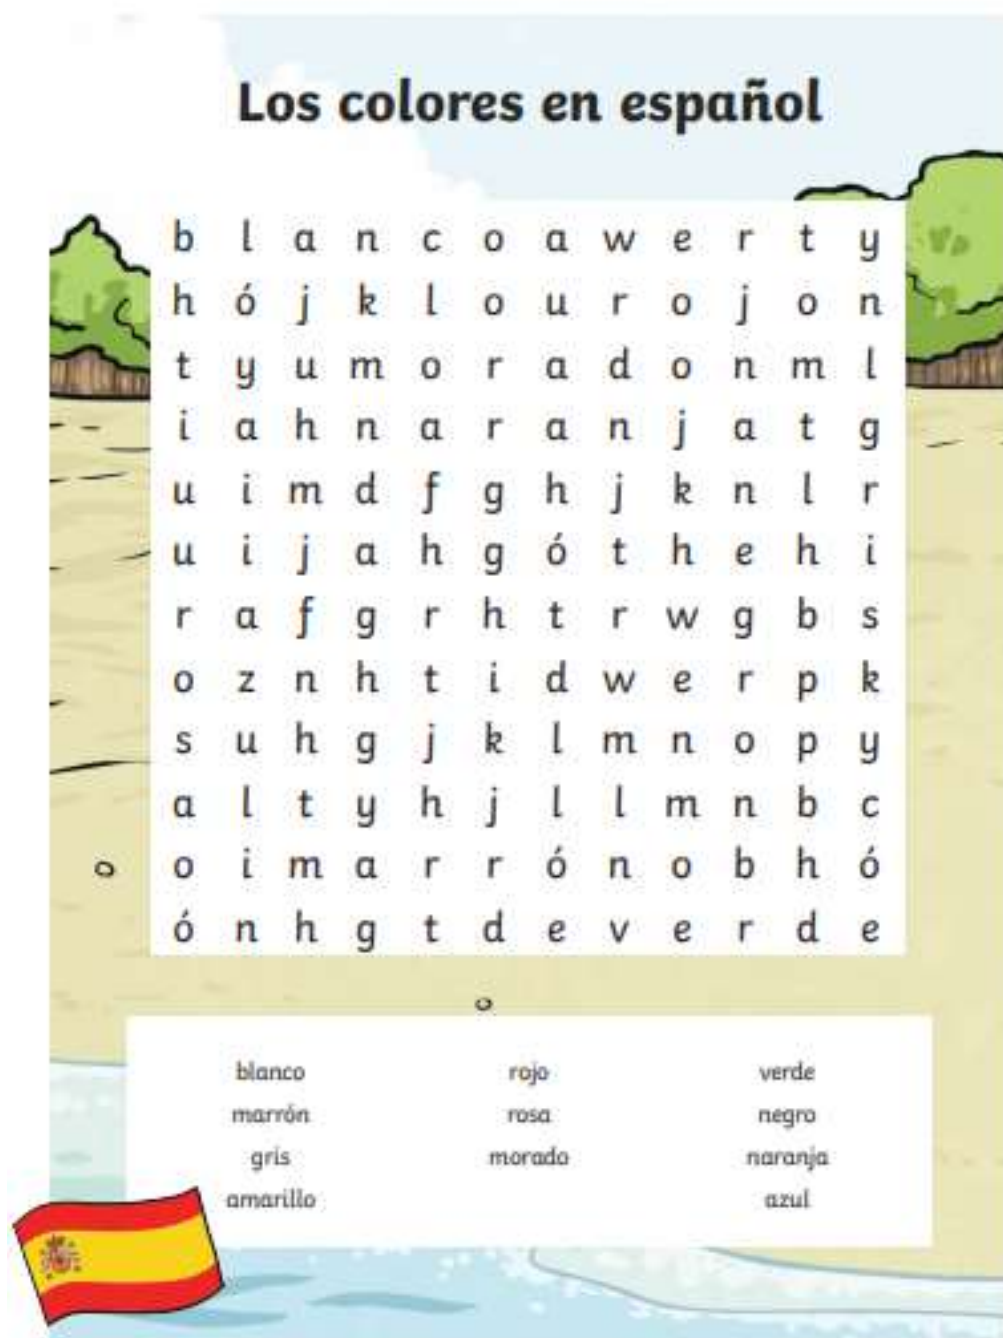 Los colores en español
b l a n c o a w e r t y
h ó j k l o u r o j o n
t y u m o r a d o n m l
i a h n a r a n j a t g
u i m d f g h j k n l r
u i j a h g ó t h e h i
r a f g r h t r w g b s
o z n h t i d w e r p k
s u h g j k l m n o p y
a l t y h j l l m n b c
o i m a r r ó n o b h ó
ó n h g t d e v e r d e
blanco rojo verde
marrón rosa negro
gris morado naranja
amarillo azul